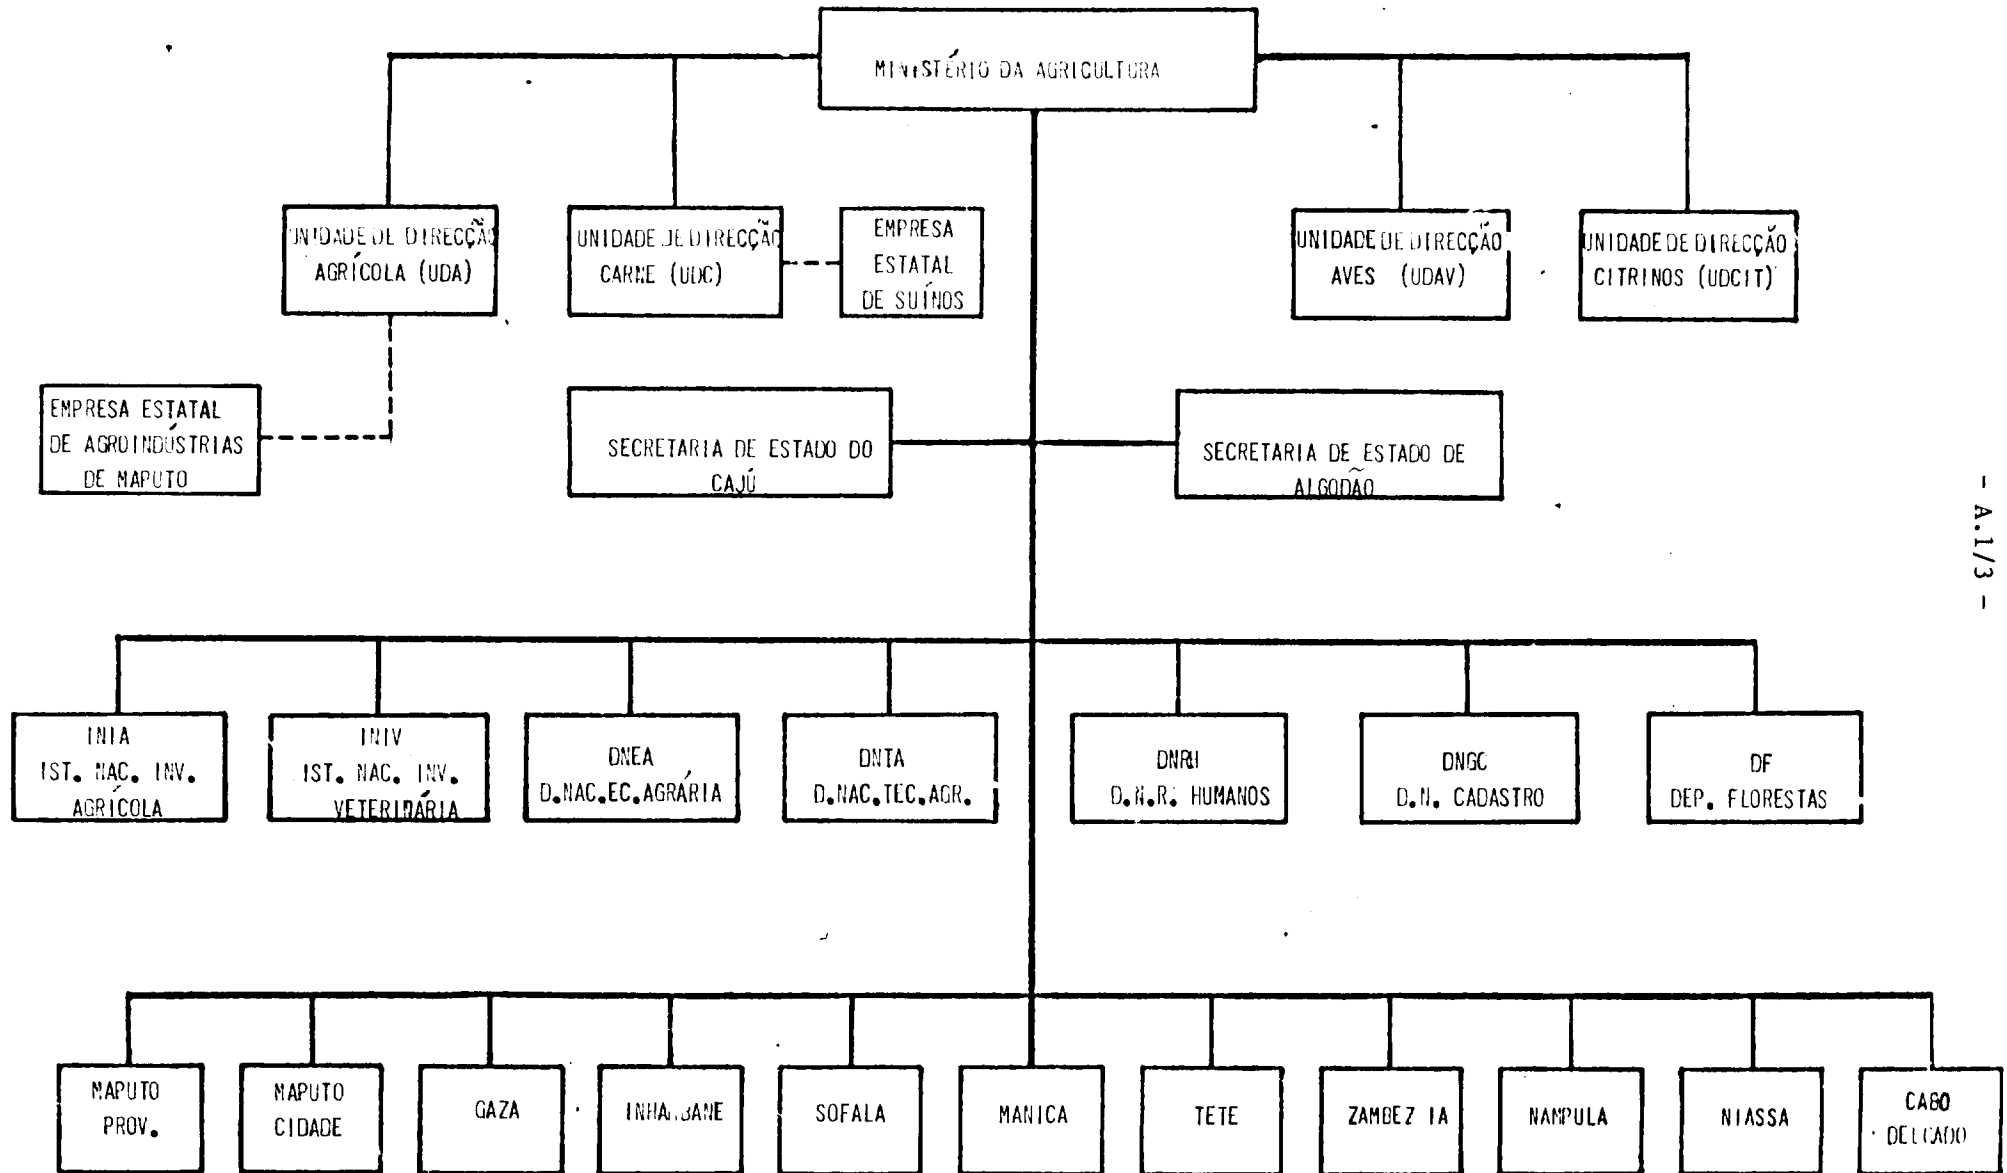 MINISTÉRIO DA AGRICULTURA
UNIDADE DE DIRECÇÃO
AGRÍCOLA (UDA)
UNIDADE DE DIRECÇÃO
CARNE (UDC)
EMPRESA
ESTATAL
DE SUÍNOS
UNIDADE DE DIRECÇÃO
AVES (UDAV)
UNIDADE DE DIRECÇÃO
CITRINOS (UDCIT)
EMPRESA ESTATAL
DE AGROINDÚSTRIAS
DE MAPUTO
SECRETARIA DE ESTADO DO
CAJÚ
SECRETARIA DE ESTADO DE
ALGODÃO
- A.1/3 -
INIA
IST. NAC. INV.
AGRÍCOLA
INIV
IST. NAC. INV.
VETERINÁRIA
DNEA
D.NAC.EC.AGRÁRIA
DNTA
D.NAC.TEC.AGR.
DNRH
D.N.R. HUMANOS
DNGC
D.N. CADASTRO
DF
DEP. FLORESTAS
MAPUTO
PROV.
MAPUTO
CIDADE
GAZA
INHAMBANE
SOFALA
MANICA
TETE
ZAMBEZIA
NAMPULA
NIASSA
CABO
DELGADO